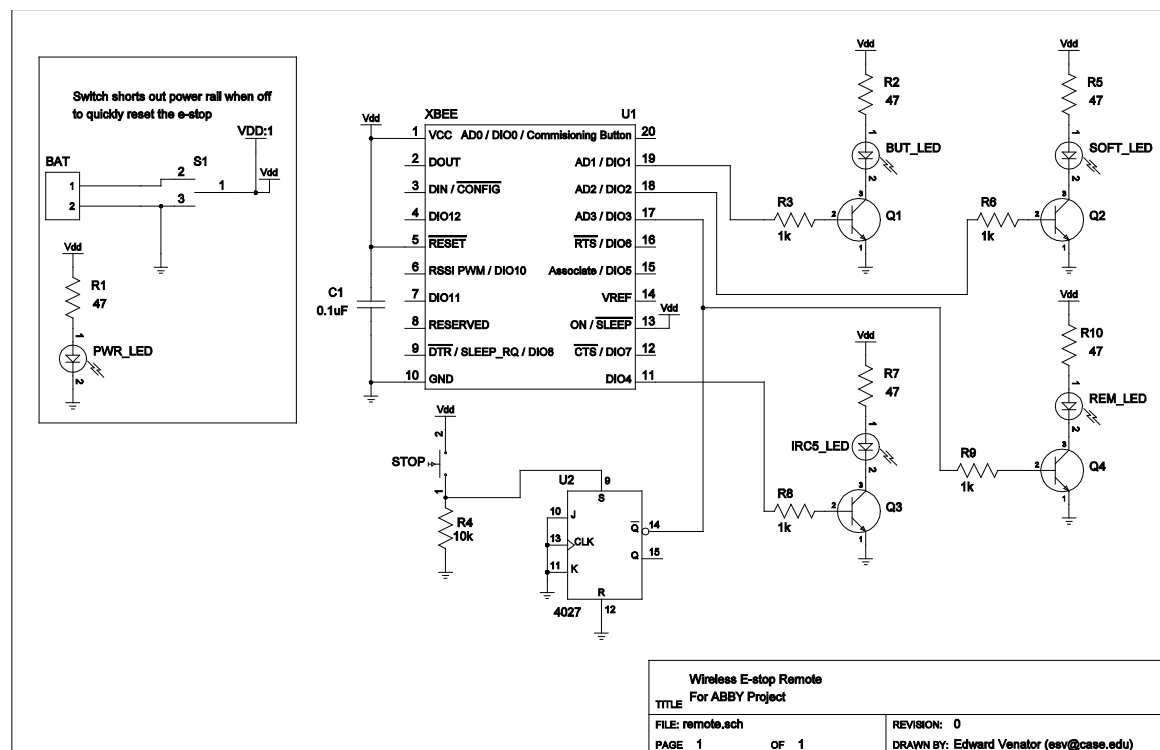 Switch shorts out power rail when off
to quickly reset the e-stop
VDD:1
BAT
S1
Vdd
1
2
2
3
1
Vdd
R1
47
1
PWR_LED
2
XBEE
U1
Vdd
1 VCC AD0 / DIO0 / Commisioning Button 20
2 DOUT AD1 / DIO1 19
3 DIN / CONFIG AD2 / DIO2 18
4 DIO12 AD3 / DIO3 17
5 RESET RTS / DIO6 16
6 RSSI PWM / DIO10 Associate / DIO5 15
7 DIO11 VREF 14
8 RESERVED ON / SLEEP 13
9 DTR / SLEEP_RQ / DIO8 CTS / DIO7 12
10 GND DIO4 11
Vdd
C1
0.1uF
Vdd
2
STOP
1
R4
10k
U2
9
S
10 J
13 CLK
11 K
Q 14
Q 15
R
12
4027
Vdd
R2
47
1
BUT_LED
2
R3
1k
2
3
Q1
1
Vdd
R5
47
1
SOFT_LED
2
R6
1k
2
3
Q2
1
Vdd
R7
47
1
IRC5_LED
2
R8
1k
2
3
Q3
1
Vdd
R10
47
1
REM_LED
2
R9
1k
2
3
Q4
1
Wireless E-stop Remote
TITLE For ABBY Project
FILE: remote.sch REVISION: 0
PAGE 1 OF 1 DRAWN BY: Edward Venator (esv@case.edu)